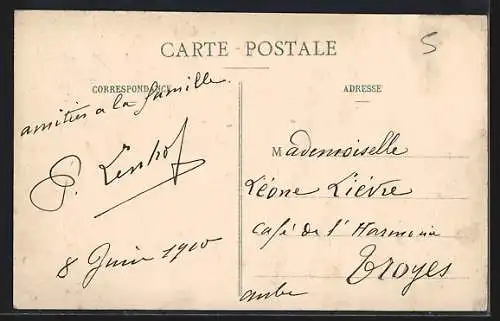 CARTE POSTALE
5
CORRESPONDANCE
ADRESSE
amitiés a la famille.
P.
8 Juin 1910
Mademoiselle
Léone Lièvre
Café de l'Harmonie
Troyes
aube